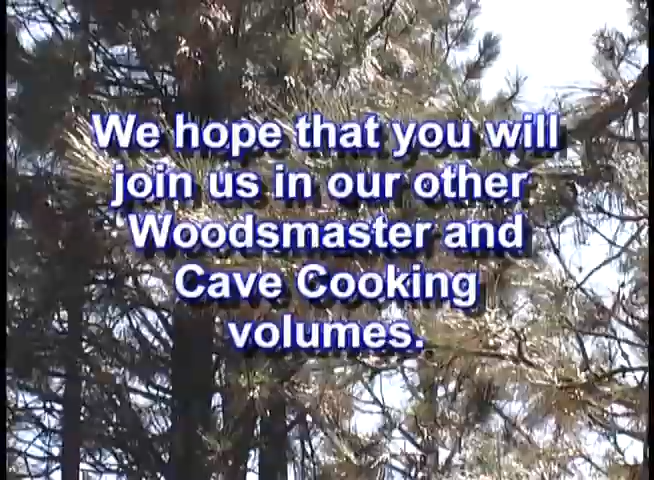 We hope that you will
join us in our other
Woodsmaster and
Cave Cooking
volumes.